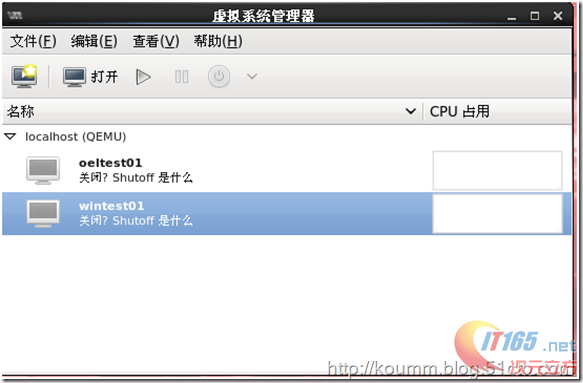 虚拟系统管理器
文件(F) 编辑(E) 查看(V) 帮助(H)
打开
名称 CPU 占用
localhost (QEMU)
oeltest01
关闭? Shutoff 是什么
wintest01
关闭? Shutoff 是什么
IT165.net
http://koumm.blog.51cto.com